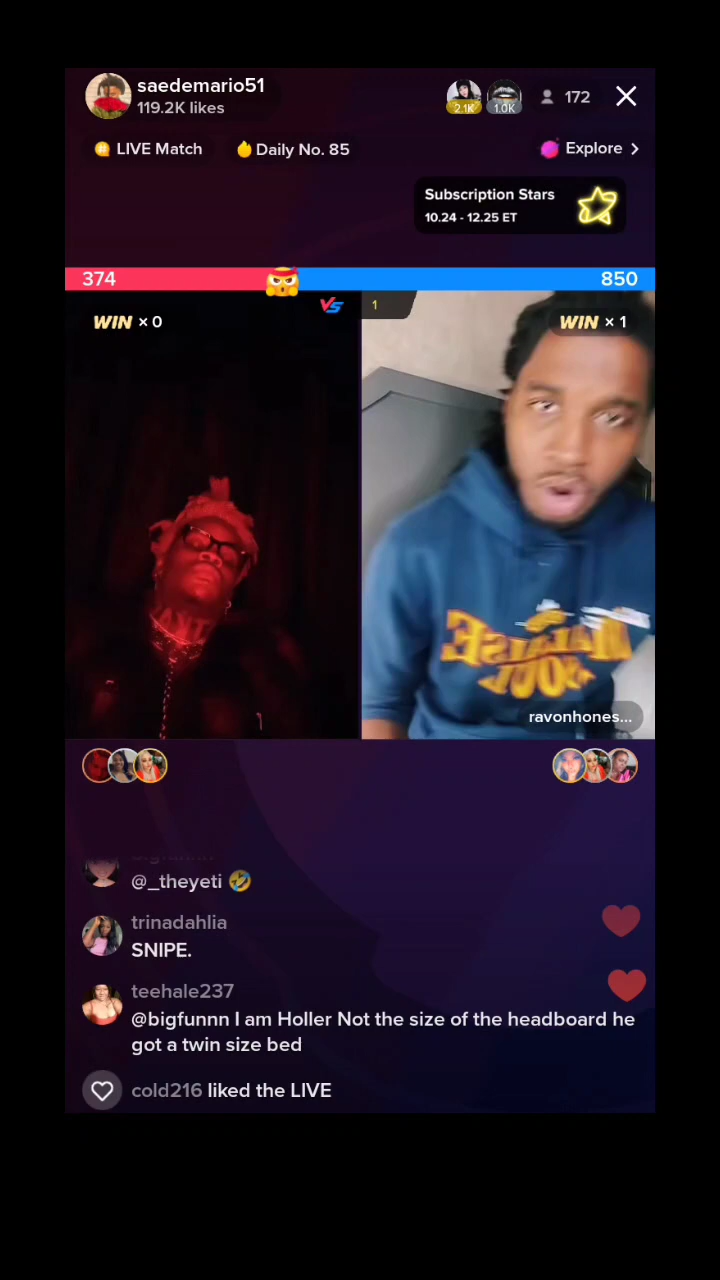 saedemario51
119.2K likes
2.1K
1.0K
172
LIVE Match
Daily No. 85
Explore
Subscription Stars
10.24 - 12.25 ET
374
850
WIN × 0
VS
1
WIN × 1
ravonhones...
@_theyeti 🤣
trinadahlia
SNIPE.
teehale237
@bigfunnn I am Holler Not the size of the headboard he
got a twin size bed
cold216 liked the LIVE